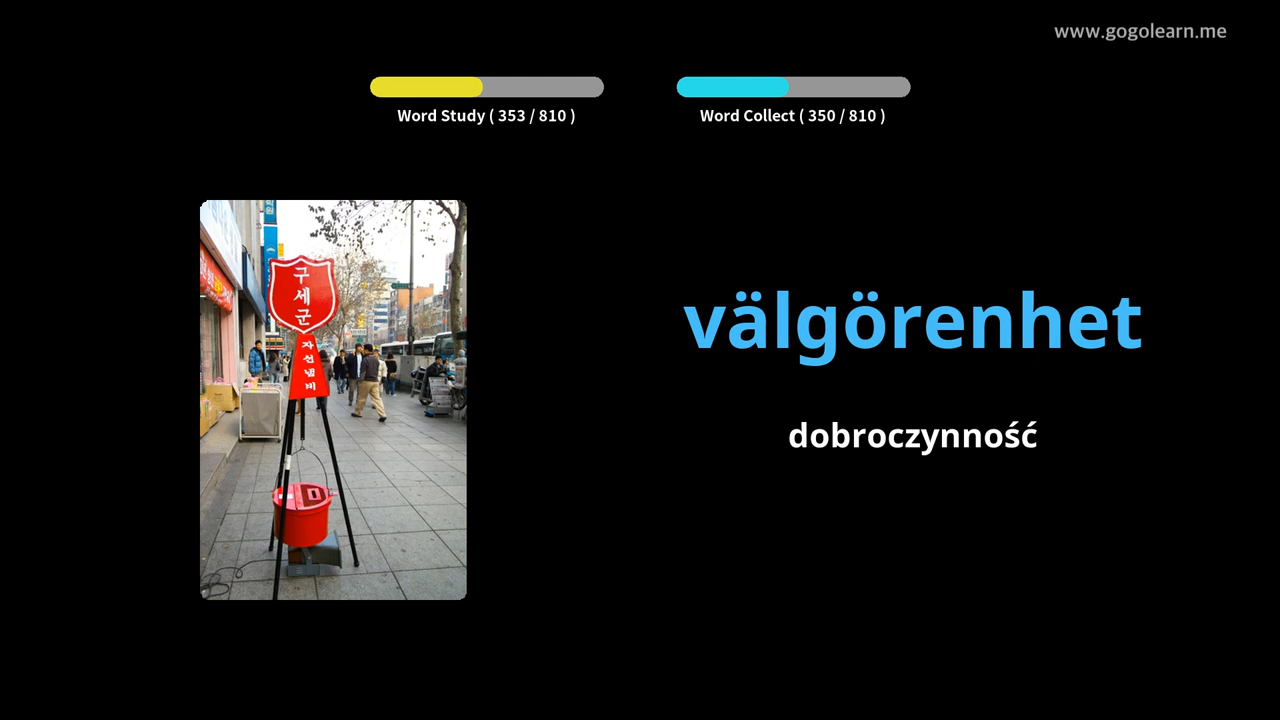 www.gogolearn.me
Word Study ( 353 / 810 )
Word Collect ( 350 / 810 )
구세군
자선냄비
välgörenhet
dobroczynność